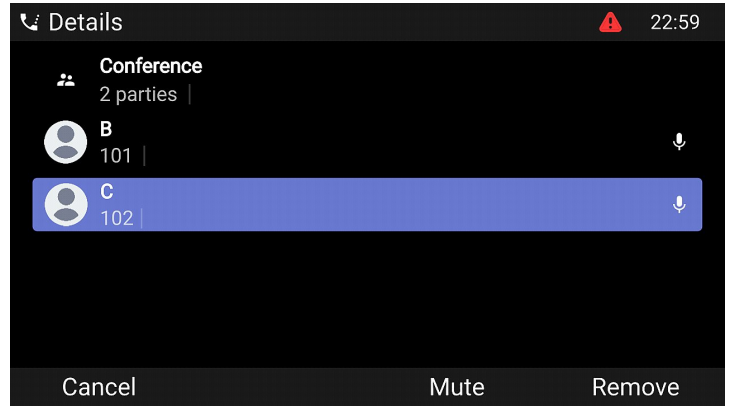 Details
22:59
Conference
2 parties
B
101
C
102
Cancel Mute Remove